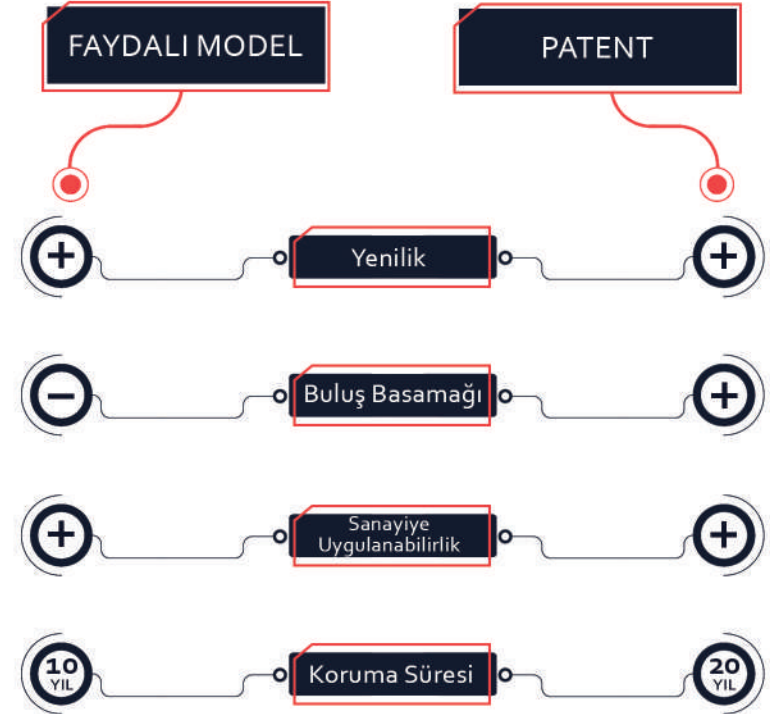 FAYDALI MODEL
PATENT
+
Yenilik
+
−
Buluş Basamağı
+
+
Sanayiye
Uygulanabilirlik
+
10
YIL
Koruma Süresi
20
YIL